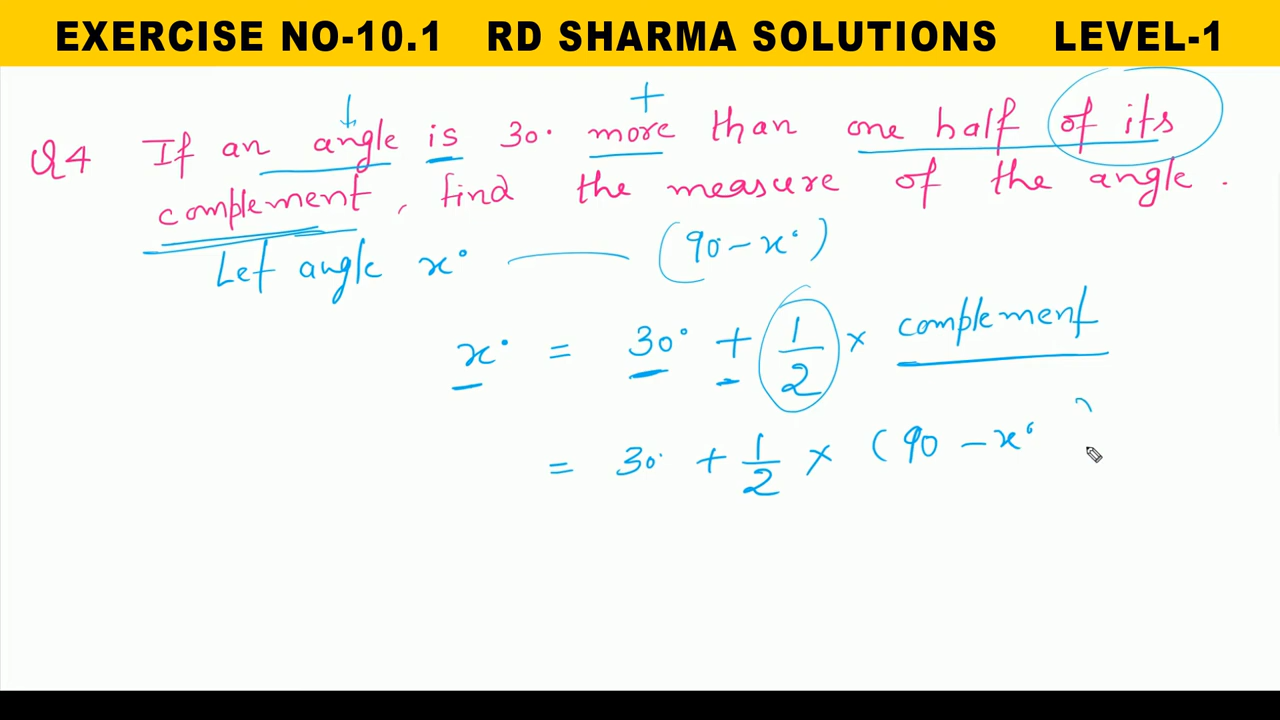 EXERCISE NO-10.1 RD SHARMA SOLUTIONS LEVEL-1
+
Q4 If an angle is 30° more than one half of its
complement, find the measure of the angle.
Let angle x° (90-x°)
x° = 30° + 1/2 × complement
= 30° + 1/2 × (90 - x° )